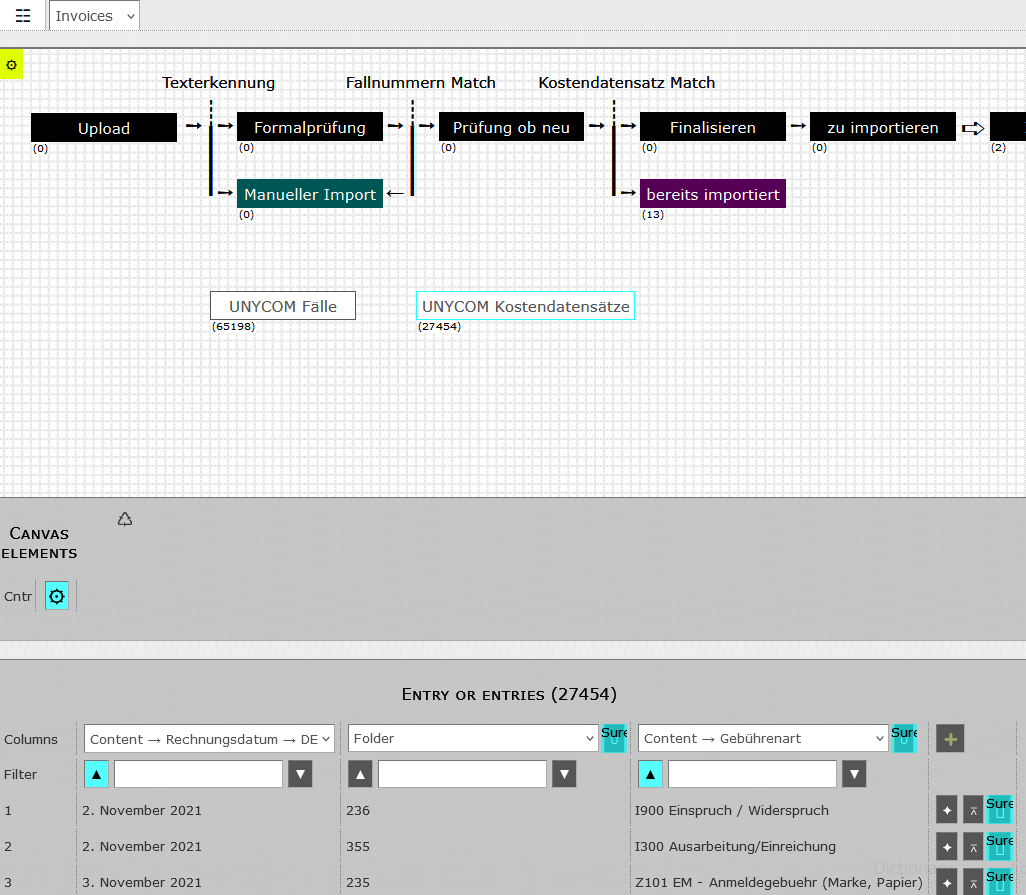 Invoices
Texterkennung Fallnummern Match Kostendatensatz Match
Upload Formalprüfung Prüfung ob neu Finalisieren zu importieren
(0) (0) (0) (0) (0) (2)
Manueller Import bereits importiert
(0) (13)
UNYCOM Fälle UNYCOM Kostendatensätze
(65198) (27454)
Canvas
elements
Cntr
Entry or entries (27454)
Columns Content → Rechnungsdatum → DE Folder Sure Content → Gebührenart Sure
Filter
1 2. November 2021 236 I900 Einspruch / Widerspruch Sure
2 2. November 2021 355 I300 Ausarbeitung/Einreichung Sure
3 3. November 2021 235 Z101 EM - Anmeldegebuehr (Marke, Papier) Sure